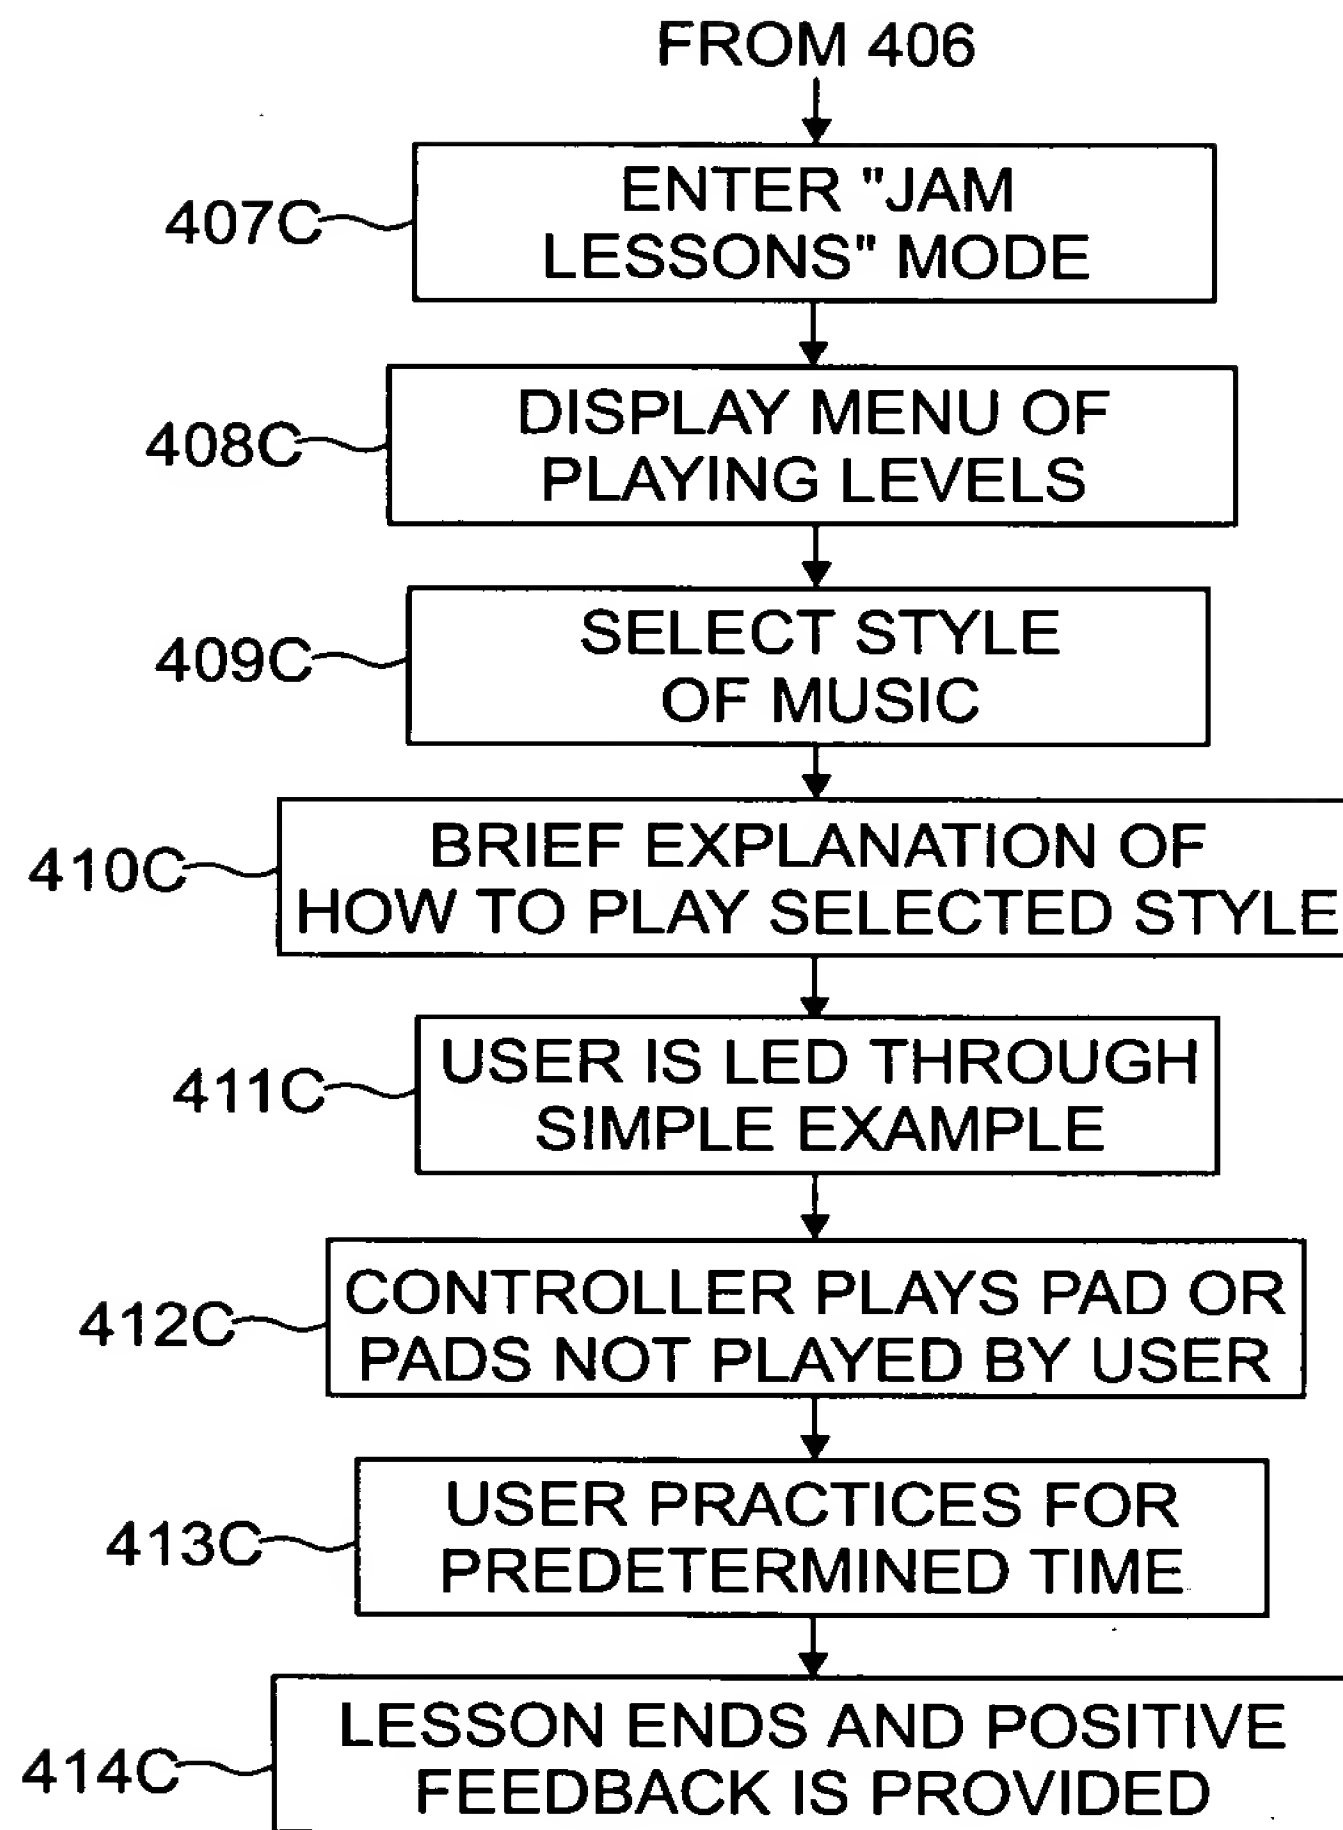 FROM 406
407C
ENTER "JAM
LESSONS" MODE
408C
DISPLAY MENU OF
PLAYING LEVELS
409C
SELECT STYLE
OF MUSIC
410C
BRIEF EXPLANATION OF
HOW TO PLAY SELECTED STYLE
411C
USER IS LED THROUGH
SIMPLE EXAMPLE
412C
CONTROLLER PLAYS PAD OR
PADS NOT PLAYED BY USER
413C
USER PRACTICES FOR
PREDETERMINED TIME
414C
LESSON ENDS AND POSITIVE
FEEDBACK IS PROVIDED